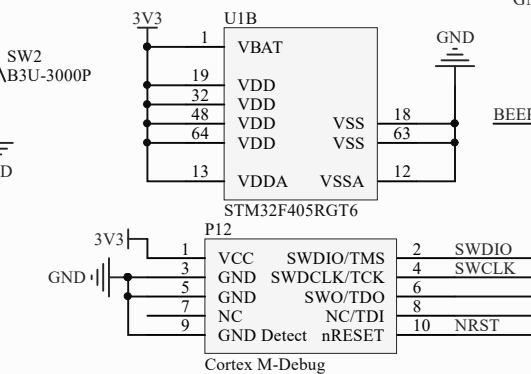 GND
3V3
U1B
GND
SW2
B3U-3000P
1 VBAT
19 VDD
32 VDD
48 VDD VSS 18
64 VDD VSS 63
13 VDDA VSSA 12
BEEP
D
STM32F405RGT6
P12
3V3
1 VCC SWDIO/TMS 2 SWDIO
GND 3 GND SWDCLK/TCK 4 SWCLK
5 GND SWO/TDO 6
7 NC NC/TDI 8
9 GND Detect nRESET 10 NRST
Cortex M-Debug